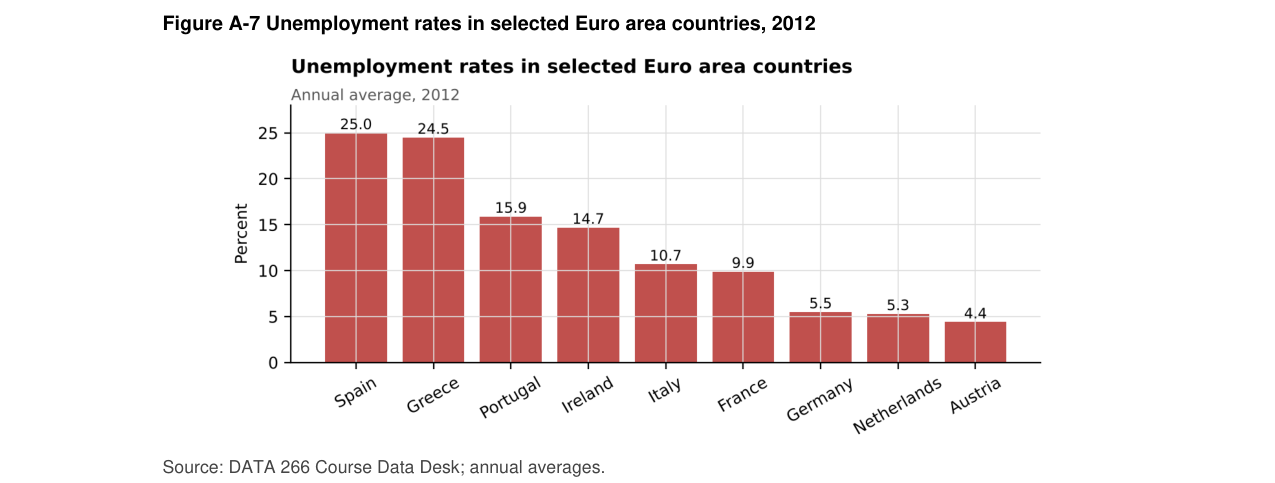 Figure A-7 Unemployment rates in selected Euro area countries, 2012
Unemployment rates in selected Euro area countries
Annual average, 2012
Percent
25
20
15
10
5
0
25.0
24.5
15.9
14.7
10.7
9.9
5.5
5.3
4.4
Spain
Greece
Portugal
Ireland
Italy
France
Germany
Netherlands
Austria
Source: DATA 266 Course Data Desk; annual averages.